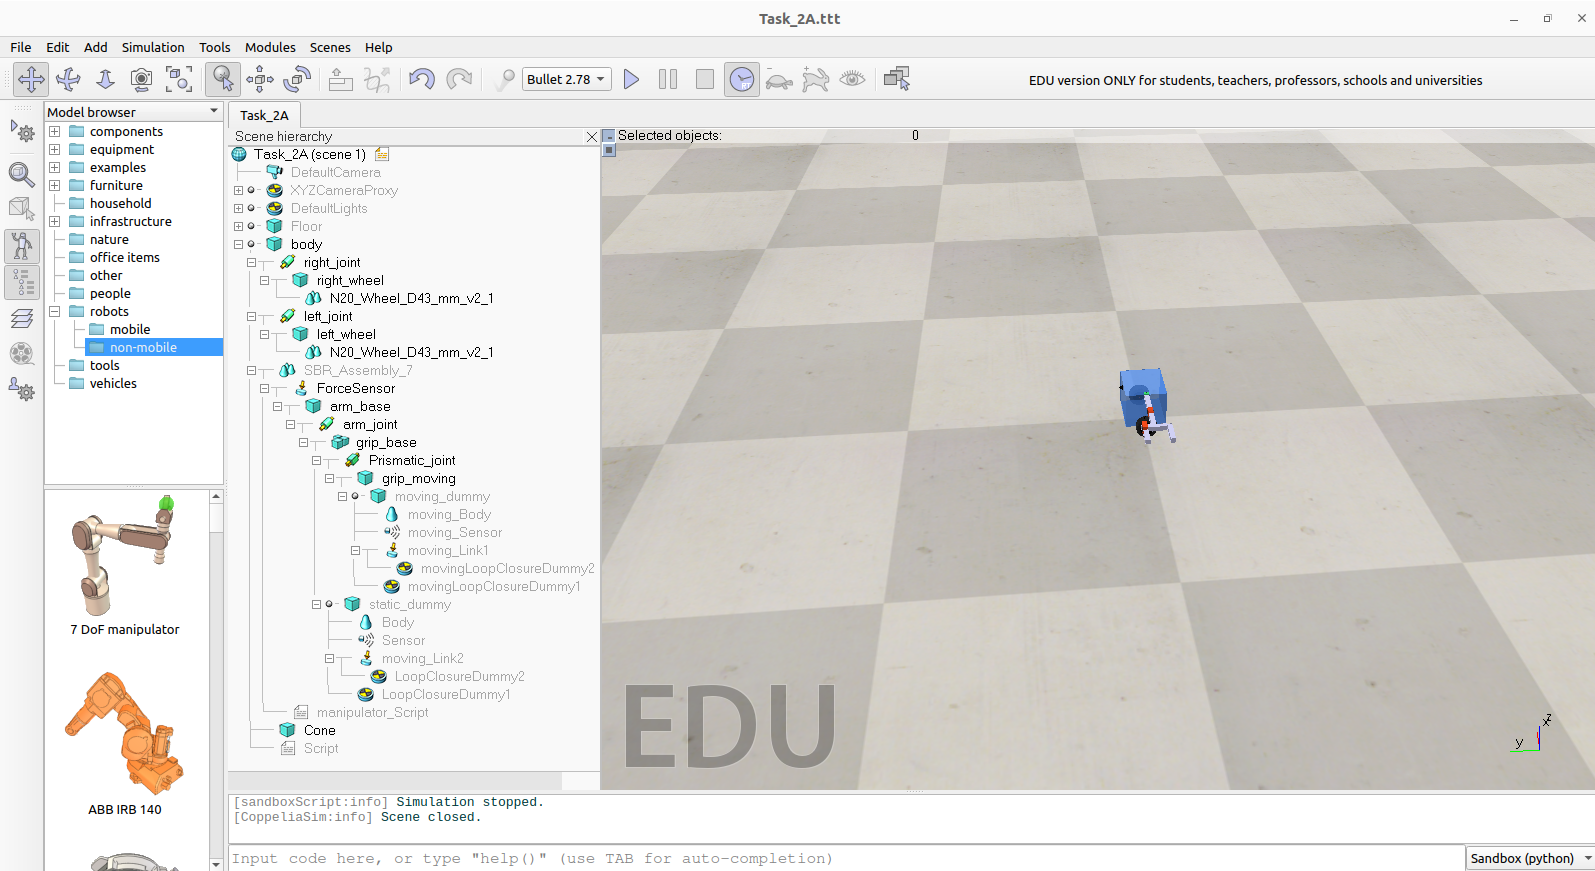 Task_2A.ttt
File Edit Add Simulation Tools Modules Scenes Help
Bullet 2.78
EDU version ONLY for students, teachers, professors, schools and universities
Model browser
components
equipment
examples
furniture
household
infrastructure
nature
office items
other
people
robots
mobile
non-mobile
tools
vehicles
7 DoF manipulator
ABB IRB 140
Task_2A
Scene hierarchy
Task_2A (scene 1)
DefaultCamera
XYZCameraProxy
DefaultLights
Floor
body
right_joint
right_wheel
N20_Wheel_D43_mm_v2_1
left_joint
left_wheel
N20_Wheel_D43_mm_v2_1
SBR_Assembly_7
ForceSensor
arm_base
arm_joint
grip_base
Prismatic_joint
grip_moving
moving_dummy
moving_Body
moving_Sensor
moving_Link1
movingLoopClosureDummy2
movingLoopClosureDummy1
static_dummy
Body
Sensor
moving_Link2
LoopClosureDummy2
LoopClosureDummy1
manipulator_Script
Cone
Script
Selected objects: 0
EDU
z
x
y
[sandboxScript:info] Simulation stopped.
[CoppeliaSim:info] Scene closed.
Input code here, or type "help()" (use TAB for auto-completion)
Sandbox (python)